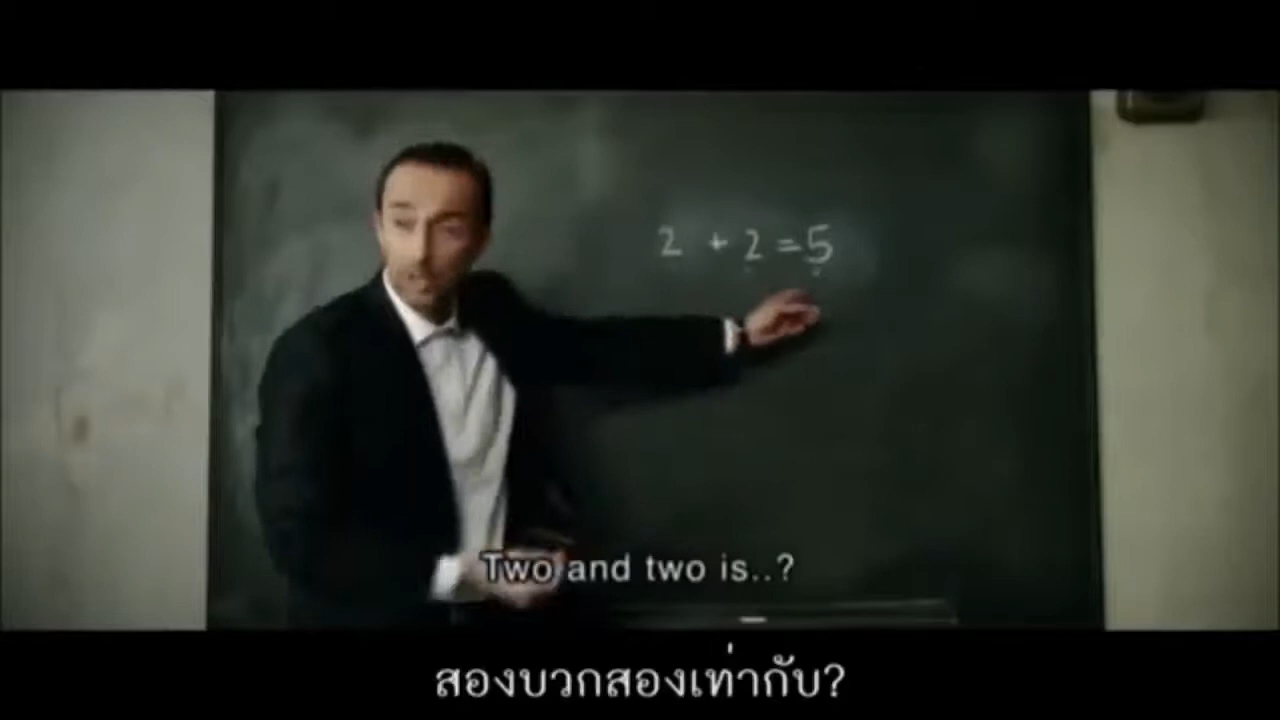 2 + 2 = 5
Two and two is..?
สองบวกสองเท่ากับ?